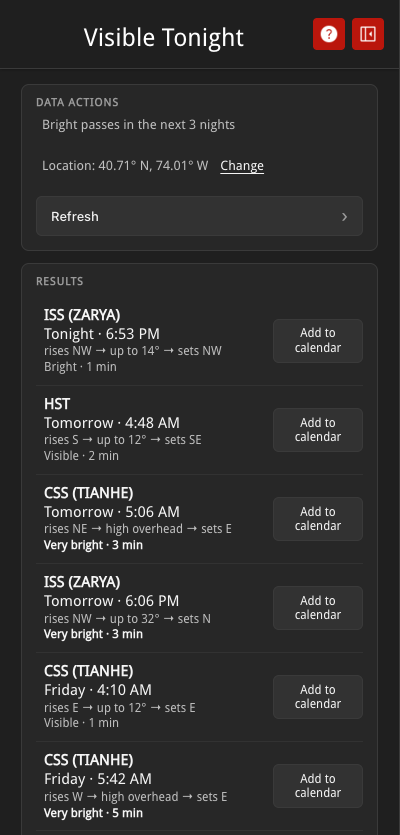 Visible Tonight
DATA ACTIONS
Bright passes in the next 3 nights
Location: 40.71° N, 74.01° W Change
Refresh
RESULTS
ISS (ZARYA)
Tonight · 6:53 PM
rises NW → up to 14° → sets NW
Bright · 1 min
Add to
calendar
HST
Tomorrow · 4:48 AM
rises S → up to 12° → sets SE
Visible · 2 min
Add to
calendar
CSS (TIANHE)
Tomorrow · 5:06 AM
rises NE → high overhead → sets E
Very bright · 3 min
Add to
calendar
ISS (ZARYA)
Tomorrow · 6:06 PM
rises NW → up to 32° → sets N
Very bright · 3 min
Add to
calendar
CSS (TIANHE)
Friday · 4:10 AM
rises E → up to 12° → sets E
Visible · 1 min
Add to
calendar
CSS (TIANHE)
Friday · 5:42 AM
rises W → high overhead → sets E
Very bright · 5 min
Add to
calendar